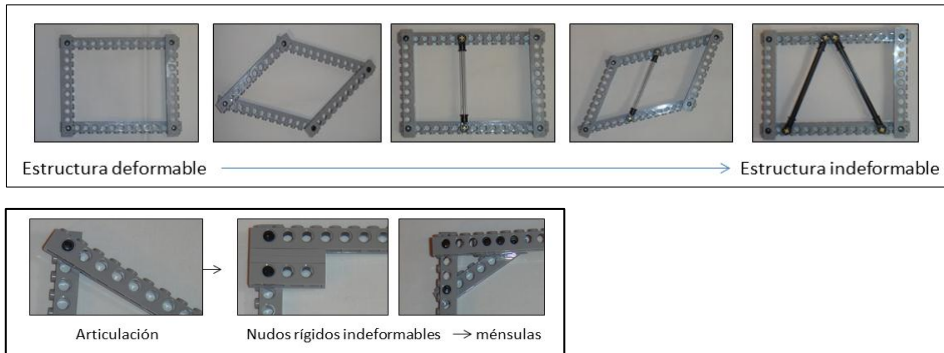 Estructura deformable → Estructura indeformable
Articulación Nudos rígidos indeformables → ménsulas